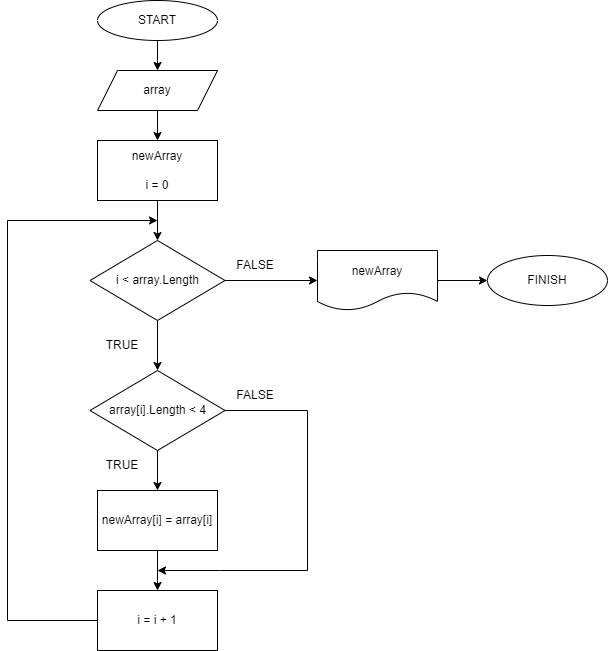 START
array
newArray
i = 0
i < array.Length
FALSE
newArray
FINISH
TRUE
array[i].Length < 4
FALSE
TRUE
newArray[i] = array[i]
i = i + 1